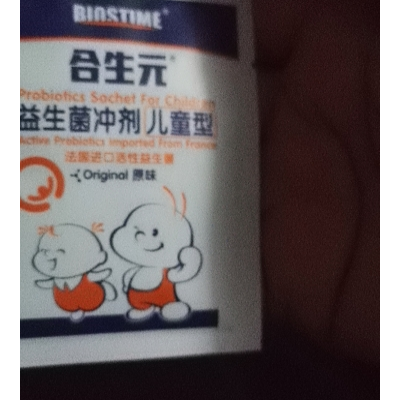 BIOSTIME®
合生元®
Probiotics Sachet For Children
益生菌冲剂 儿童型
Active Probiotics Imported From France
法国进口活性益生菌
Original 原味